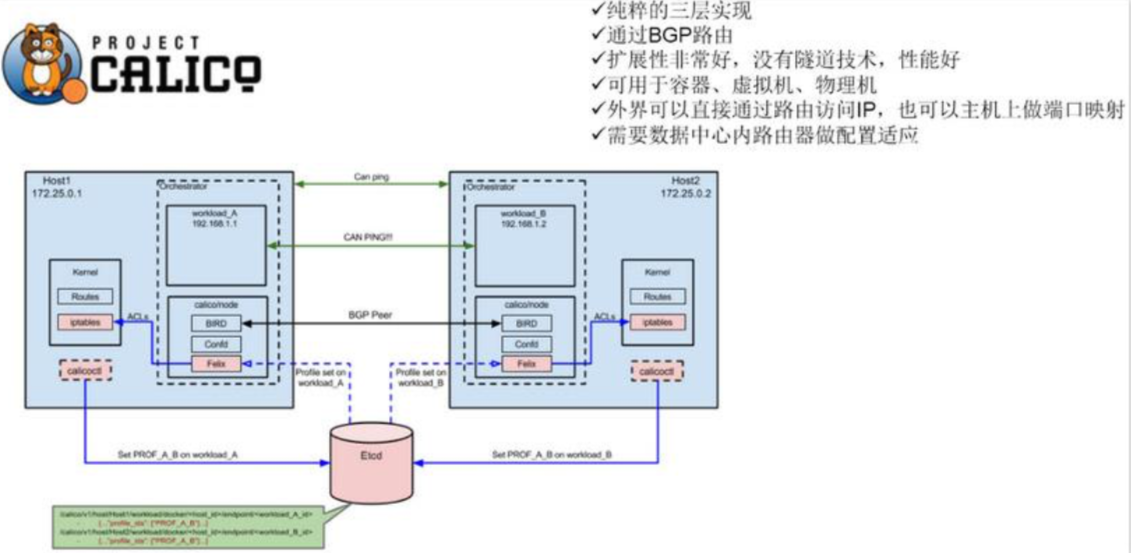 PROJECT
CALICO
✓纯粹的三层实现
✓通过BGP路由
✓扩展性非常好，没有隧道技术，性能好
✓可用于容器、虚拟机、物理机
✓外界可以直接通过路由访问IP，也可以主机上做端口映射
✓需要数据中心内路由器做配置适应
Host1
172.25.0.1
Orchestrator
workload_A
192.168.1.1
Kernel
Routes
iptables
ACLs
calico/node
BIRD
Confd
Felix
calicoctl
Can ping
CAN PING!!!
BGP Peer
Host2
172.25.0.2
Orchestrator
workload_B
192.168.1.2
calico/node
BIRD
Confd
Felix
ACLs
Kernel
Routes
iptables
calicoctl
Profile set on
workload_A
Profile set on
workload_B
Set PROF_A_B on workload_A
Etcd
Set PROF_A_B on workload_B
/calico/v1/host/Host1/workload/docker/<host_id>/endpoint/<workload_A_id>
- {..."profile_ids": ["PROF_A_B"]...}
/calico/v1/host/Host2/workload/docker/<host_id>/endpoint/<workload_B_id>
- {..."profile_ids": ["PROF_A_B"]...}